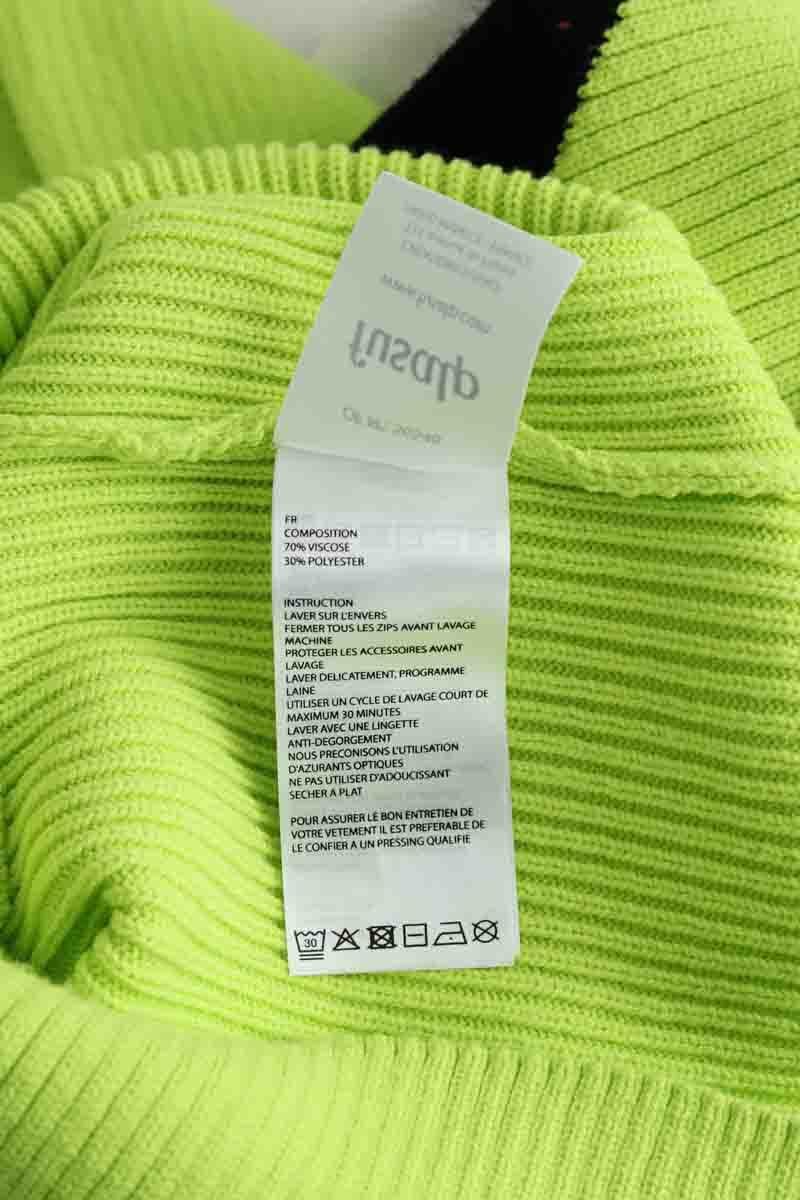 FR
COMPOSITION
70% VISCOSE
30% POLYESTER
INSTRUCTION
LAVER SUR L'ENVERS
FERMER TOUS LES ZIPS AVANT LAVAGE
MACHINE
PROTEGER LES ACCESSOIRES AVANT
LAVAGE
LAVER DELICATEMENT, PROGRAMME
LAINE
UTILISER UN CYCLE DE LAVAGE COURT DE
MAXIMUM 30 MINUTES
LAVER AVEC UNE LINGETTE
ANTI-DEGORGEMENT
NOUS PRECONISONS L'UTILISATION
D'AZURANTS OPTIQUES
NE PAS UTILISER D'ADOUCISSANT
SECHER A PLAT
POUR ASSURER LE BON ENTRETIEN DE
VOTRE VETEMENT IL EST PREFERABLE DE
LE CONFIER A UN PRESSING QUALIFIE
30